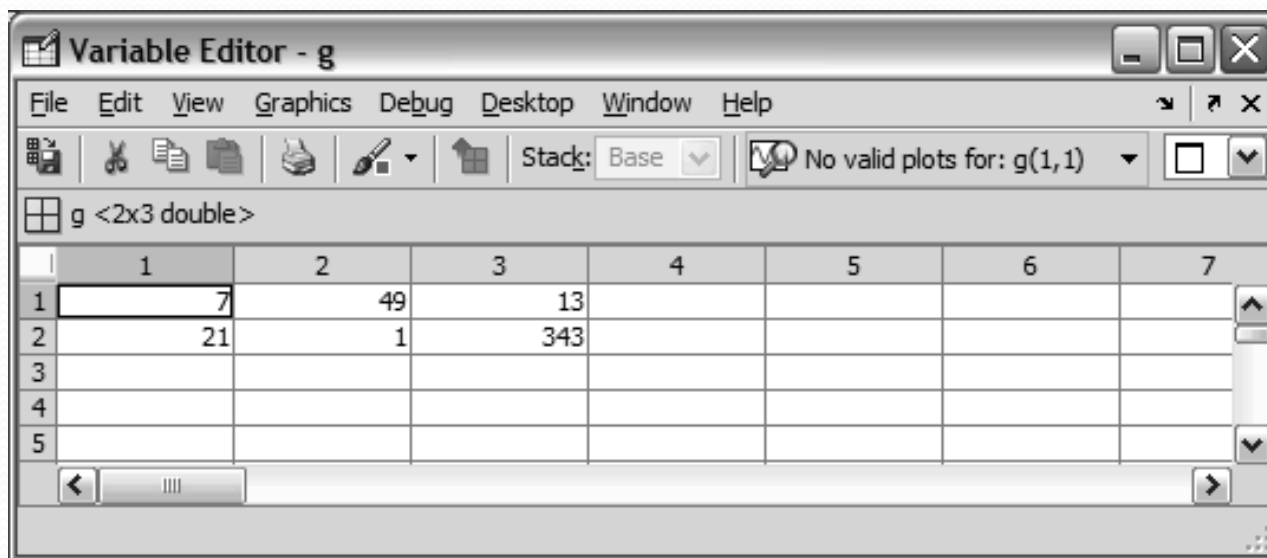 Variable Editor - g
File Edit View Graphics Debug Desktop Window Help
Stack: Base No valid plots for: g(1,1)
g <2x3 double>
1 2 3 4 5 6 7
1 7 49 13
2 21 1 343
3
4
5